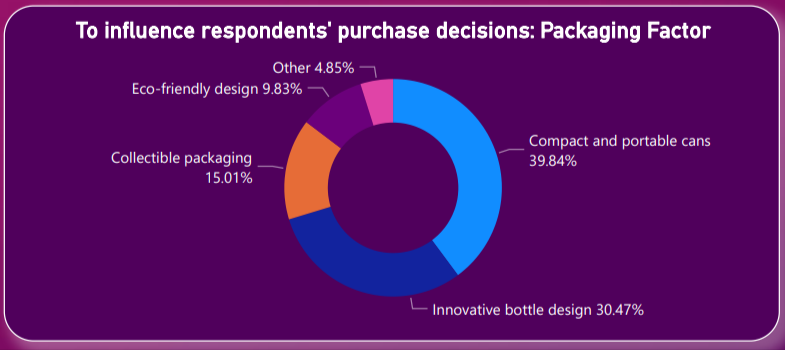 To influence respondents' purchase decisions: Packaging Factor
Other 4.85%
Eco-friendly design 9.83%
Compact and portable cans
39.84%
Collectible packaging
15.01%
Innovative bottle design 30.47%